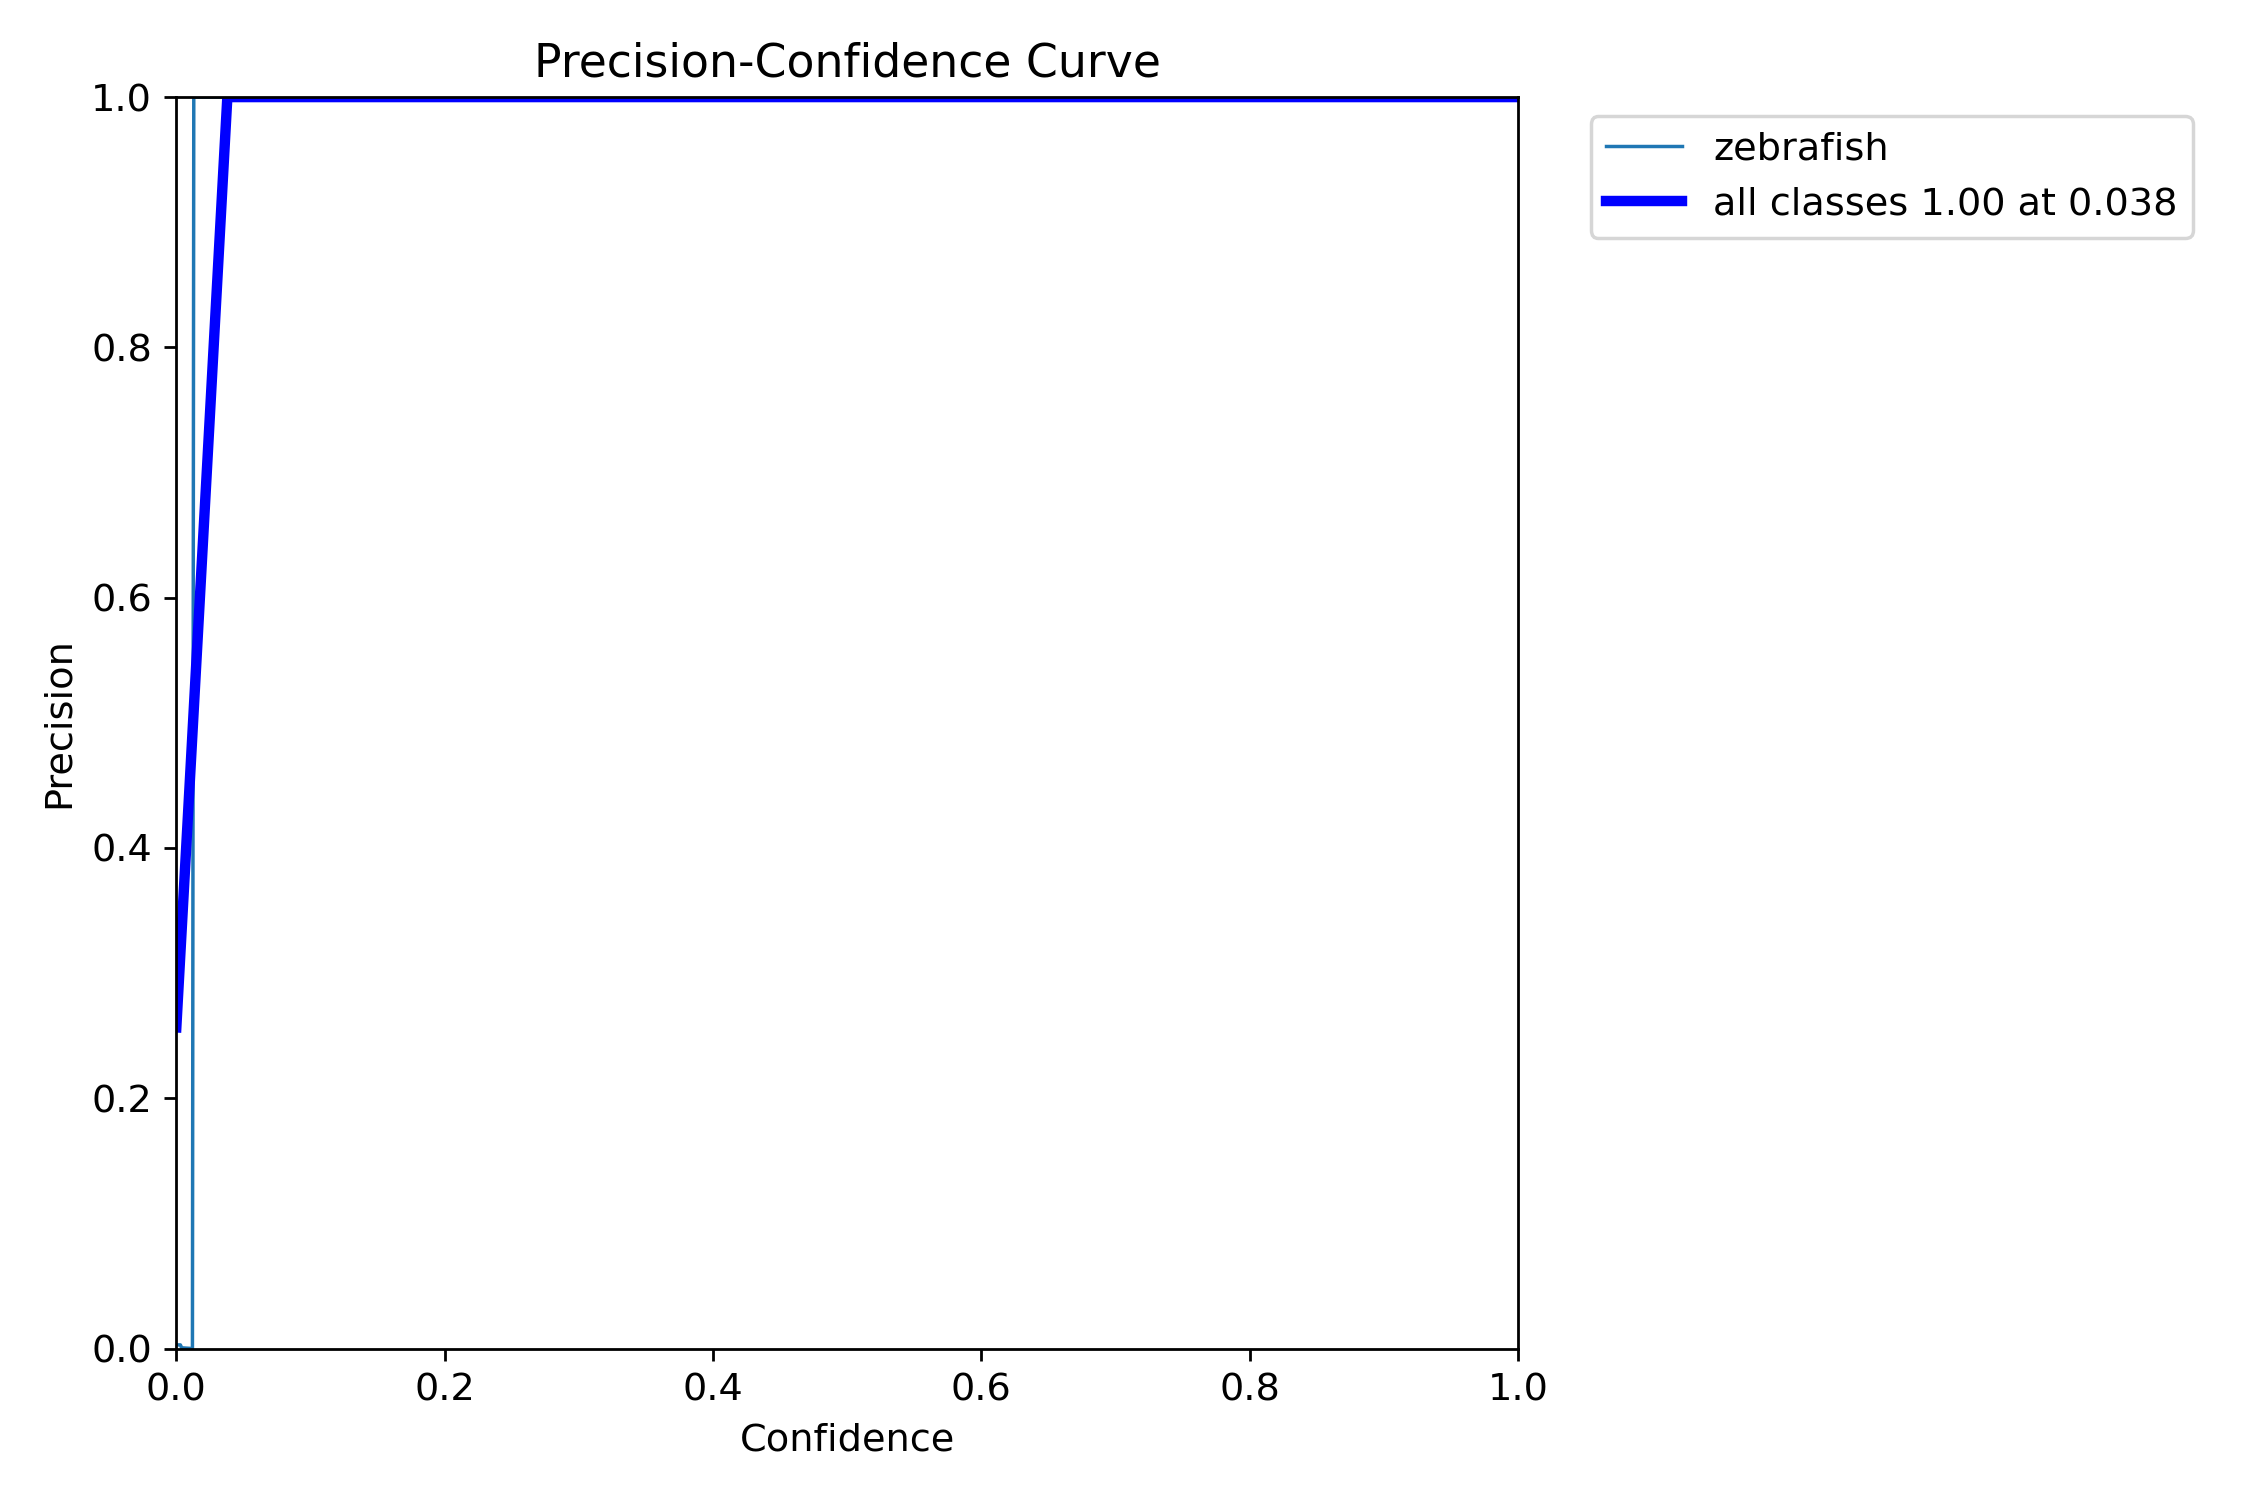 Precision-Confidence Curve
1.0
0.8
0.6
0.4
0.2
0.0
Precision
0.0 0.2 0.4 0.6 0.8 1.0
Confidence
zebrafish
all classes 1.00 at 0.038